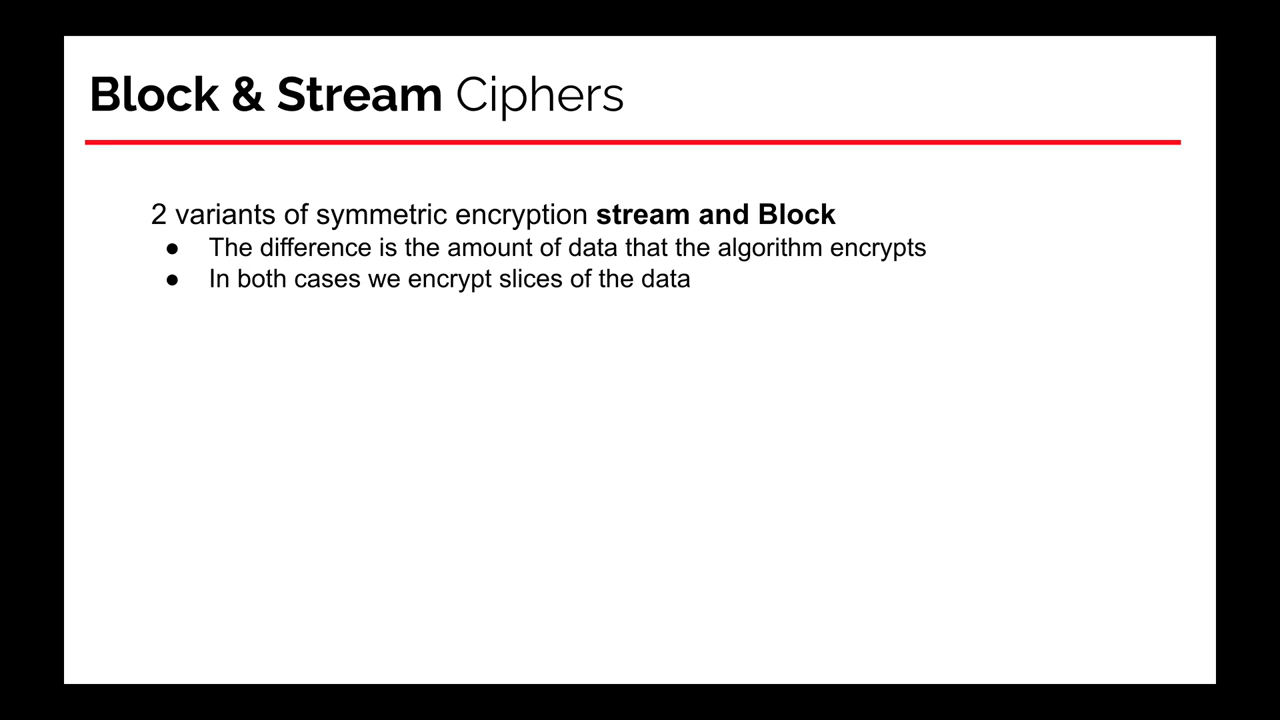 Block & Stream Ciphers
2 variants of symmetric encryption stream and Block
● The difference is the amount of data that the algorithm encrypts
● In both cases we encrypt slices of the data